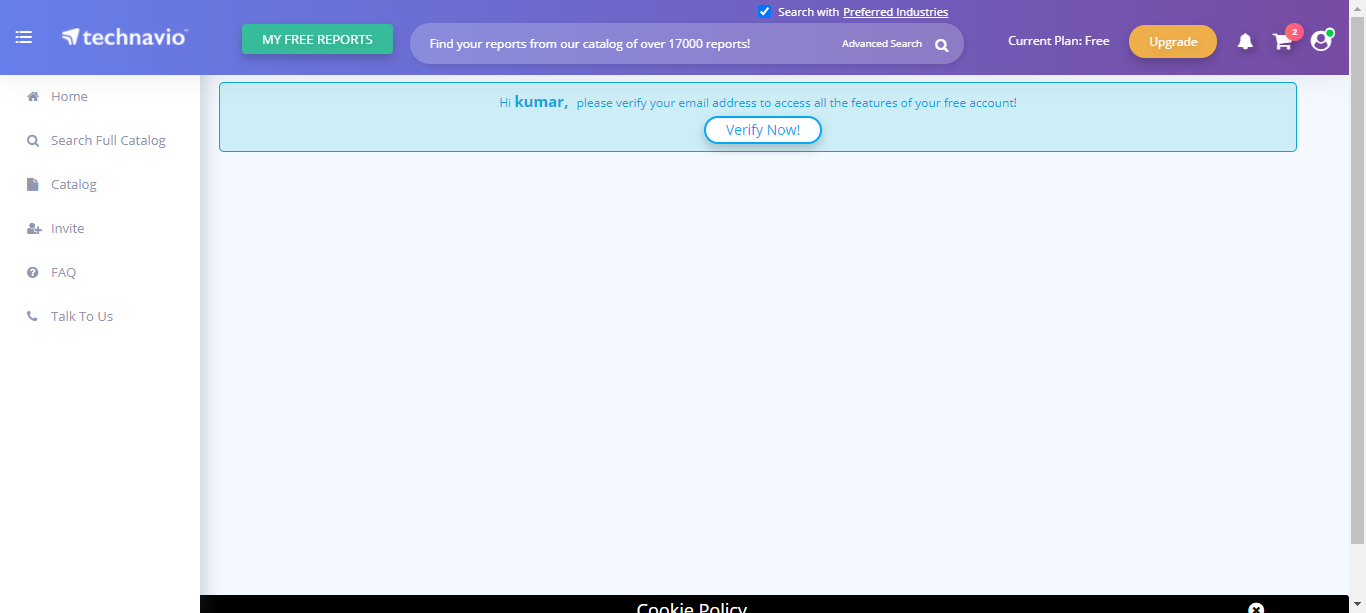 Search with Preferred Industries
technavio™
MY FREE REPORTS
Find your reports from our catalog of over 17000 reports!
Advanced Search
Current Plan: Free
Upgrade
2
Home
Search Full Catalog
Catalog
Invite
FAQ
Talk To Us
Hi kumar, please verify your email address to access all the features of your free account!
Verify Now!
Cookie Policy